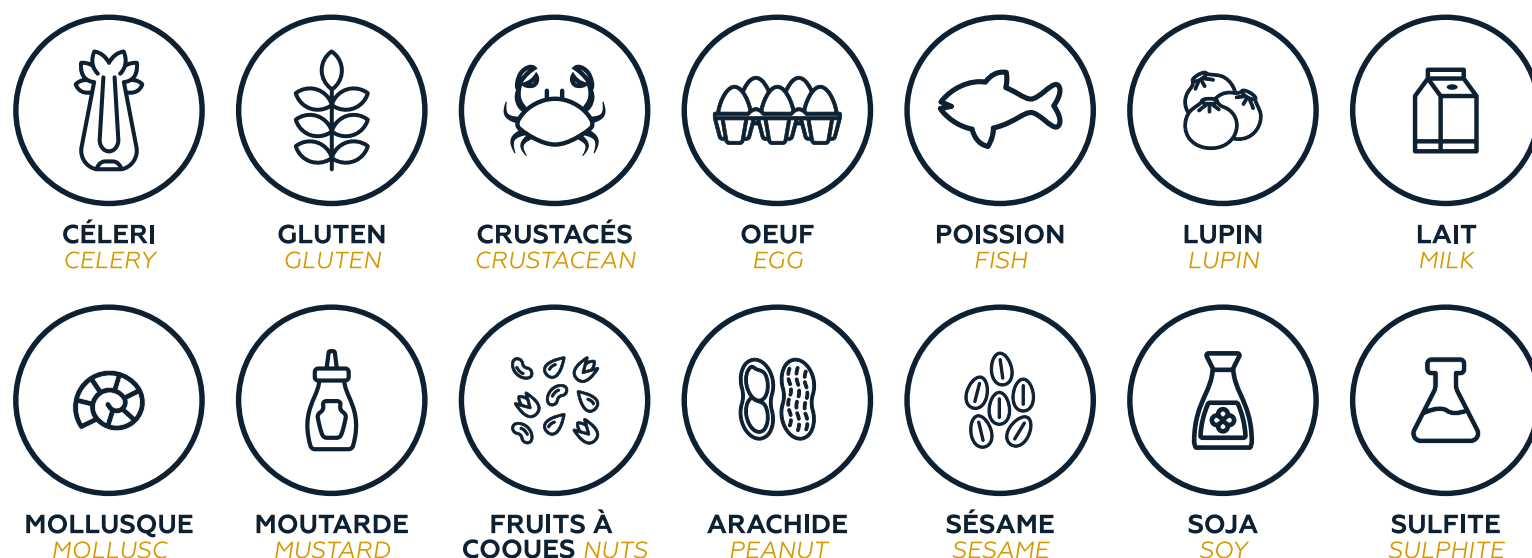 CÉLERI
CELERY
GLUTEN
GLUTEN
CRUSTACÉS
CRUSTACEAN
OEUF
EGG
POISSION
FISH
LUPIN
LUPIN
LAIT
MILK
MOLLUSQUE
MOLLUSC
MOUTARDE
MUSTARD
FRUITS À
COQUES NUTS
ARACHIDE
PEANUT
SÉSAME
SESAME
SOJA
SOY
SULFITE
SULPHITE